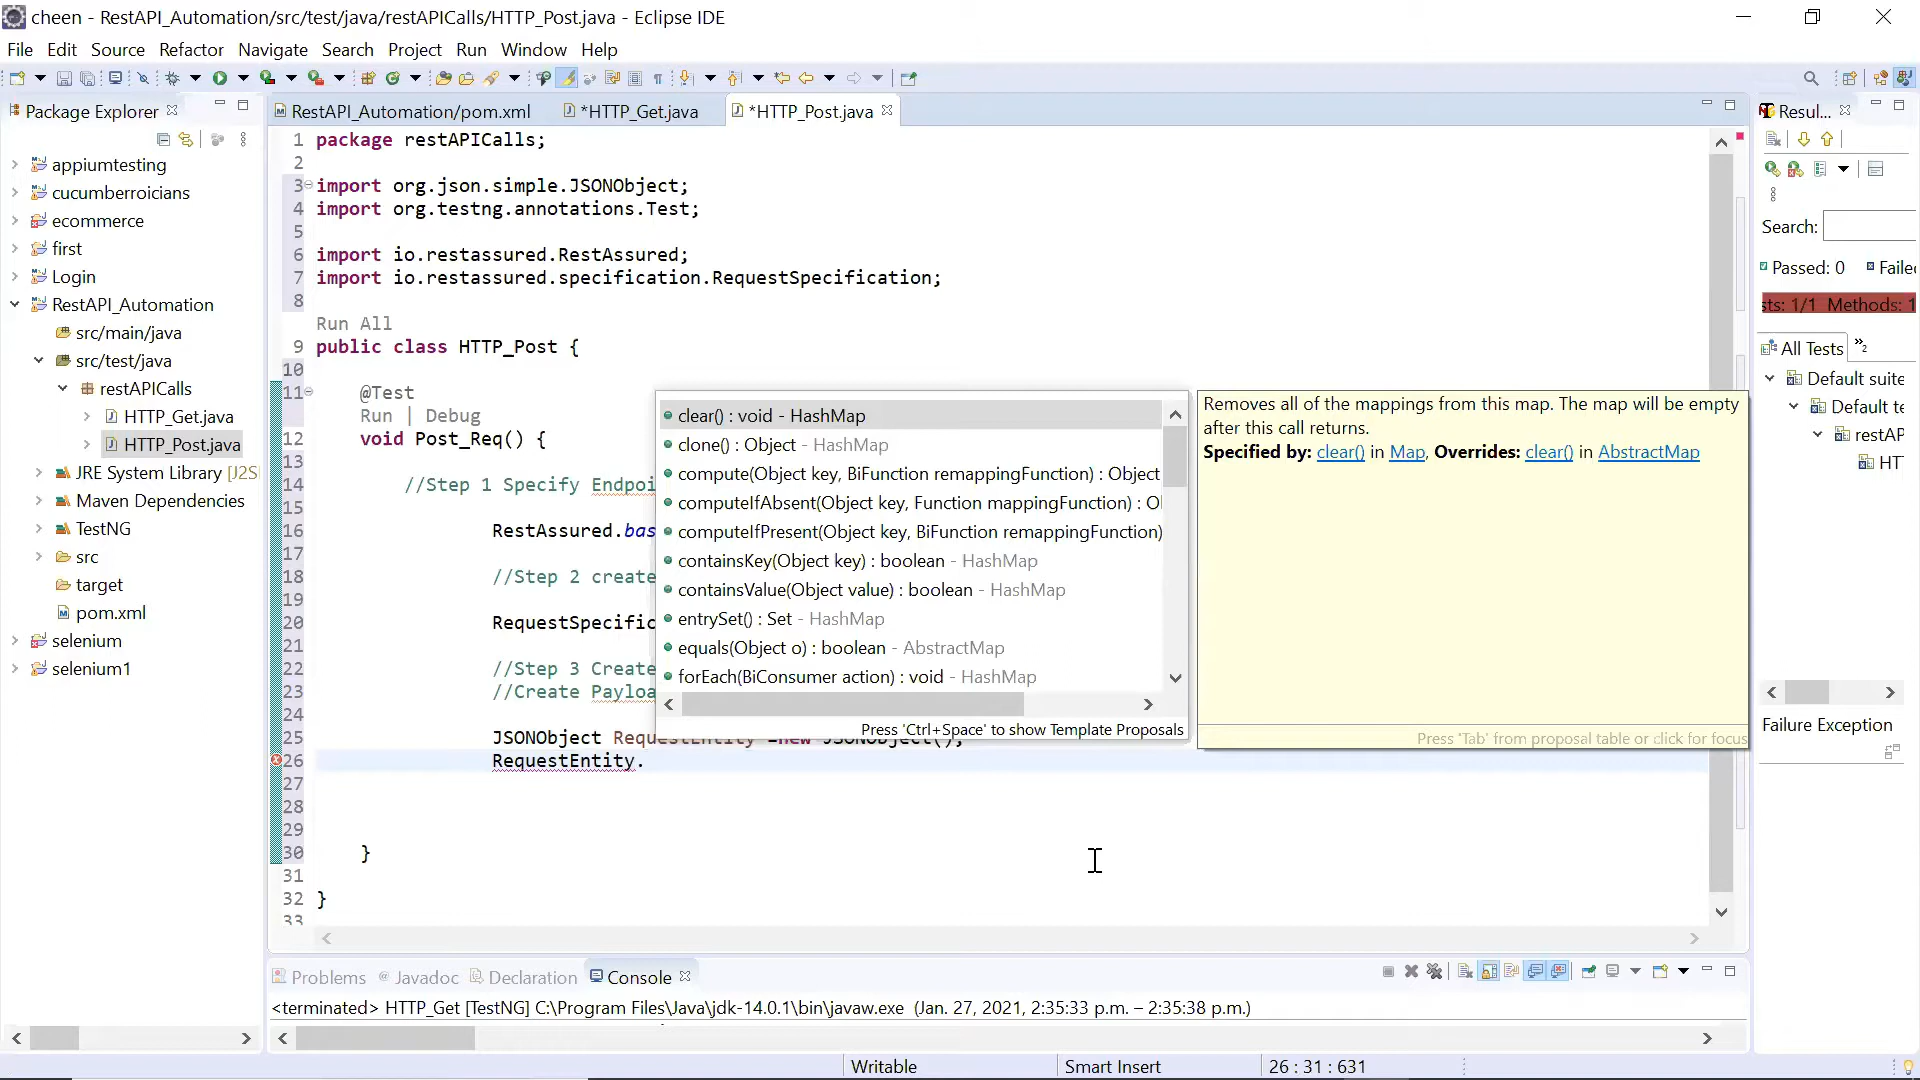 cheen - RestAPI_Automation/src/test/java/restAPICalls/HTTP_Post.java - Eclipse IDE
File Edit Source Refactor Navigate Search Project Run Window Help
Package Explorer
appiumtesting
cucumberroicians
ecommerce
first
Login
RestAPI_Automation
src/main/java
src/test/java
restAPICalls
HTTP_Get.java
HTTP_Post.java
JRE System Library [J2S
Maven Dependencies
TestNG
src
target
pom.xml
selenium
selenium1
RestAPI_Automation/pom.xml *HTTP_Get.java *HTTP_Post.java
1 package restAPICalls;
2
3 import org.json.simple.JSONObject;
4 import org.testng.annotations.Test;
5
6 import io.restassured.RestAssured;
7 import io.restassured.specification.RequestSpecification;
8
Run All
9 public class HTTP_Post {
10
11 @Test
Run | Debug
12 void Post_Req() {
13
14 //Step 1 Specify Endpoi
15
16 RestAssured.bas
17
18 //Step 2 create
19
20 RequestSpecific
21
22 //Step 3 Create
23 //Create Payloa
24
25 JSONObject RequestEntity =new JSONObject();
26 RequestEntity.
27
28
29
30 }
31
32 }
33
clear() : void - HashMap
clone() : Object - HashMap
compute(Object key, BiFunction remappingFunction) : Object
computeIfAbsent(Object key, Function mappingFunction) : O
computeIfPresent(Object key, BiFunction remappingFunction)
containsKey(Object key) : boolean - HashMap
containsValue(Object value) : boolean - HashMap
entrySet() : Set - HashMap
equals(Object o) : boolean - AbstractMap
forEach(BiConsumer action) : void - HashMap
Press 'Ctrl+Space' to show Template Proposals
Removes all of the mappings from this map. The map will be empty
after this call returns.
Specified by: clear() in Map, Overrides: clear() in AbstractMap
Press 'Tab' from proposal table or click for focus
Resul...
Search:
Passed: 0 Faile
sts: 1/1 Methods: 1
All Tests »2
Default suite
Default te
restAP
HT
Failure Exception
Problems @ Javadoc Declaration Console
<terminated> HTTP_Get [TestNG] C:\Program Files\Java\jdk-14.0.1\bin\javaw.exe (Jan. 27, 2021, 2:35:33 p.m. – 2:35:38 p.m.)
Writable Smart Insert 26 : 31 : 631